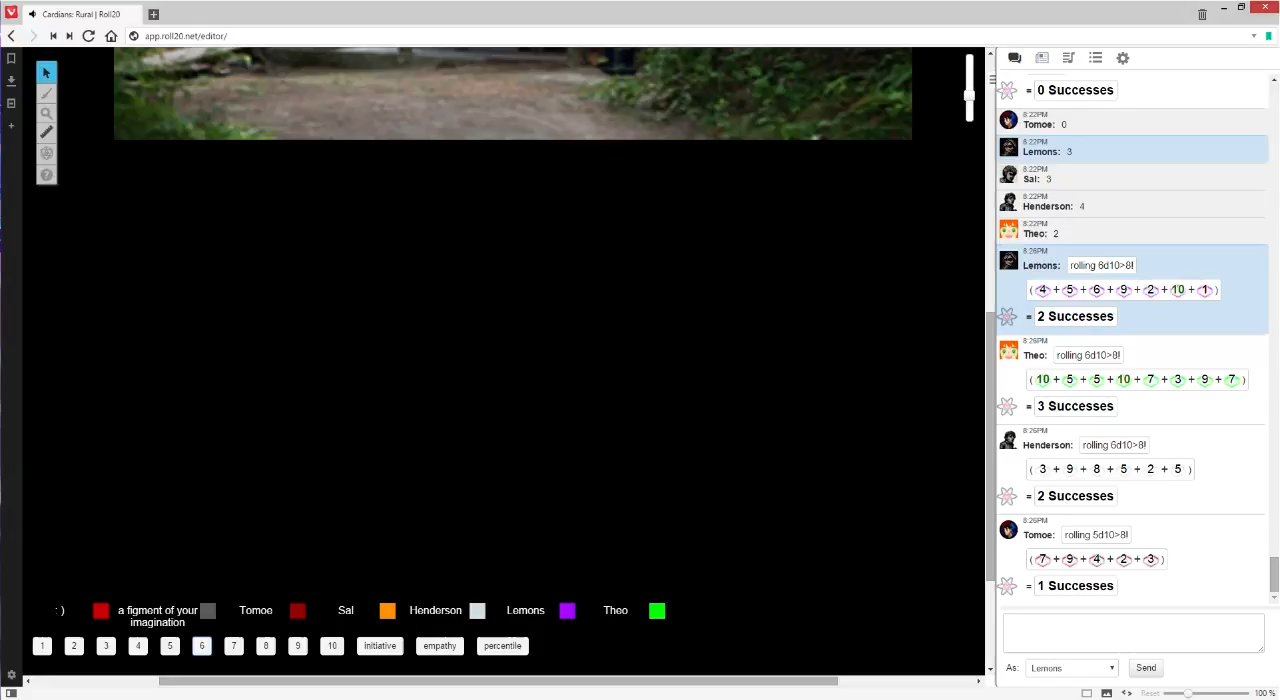 Cardians: Rural | Roll20
app.roll20.net/editor/
= 0 Successes
8:22PM
Tomoe: 0
8:22PM
Lemons: 3
8:22PM
Sal: 3
8:22PM
Henderson: 4
8:22PM
Theo: 2
8:26PM
Lemons: rolling 6d10>8!
( 4 + 5 + 6 + 9 + 2 + 10 + 1 )
= 2 Successes
8:26PM
Theo: rolling 6d10>8!
( 10 + 5 + 5 + 10 + 7 + 3 + 9 + 7 )
= 3 Successes
8:26PM
Henderson: rolling 6d10>8!
( 3 + 9 + 8 + 5 + 2 + 5 )
= 2 Successes
8:26PM
Tomoe: rolling 5d10>8!
( 7 + 9 + 4 + 2 + 3 )
= 1 Successes
: ) a figment of your Tomoe Sal Henderson Lemons Theo
imagination
1 2 3 4 5 6 7 8 9 10 initiative empathy percentile
As: Lemons Send
Reset 100 %